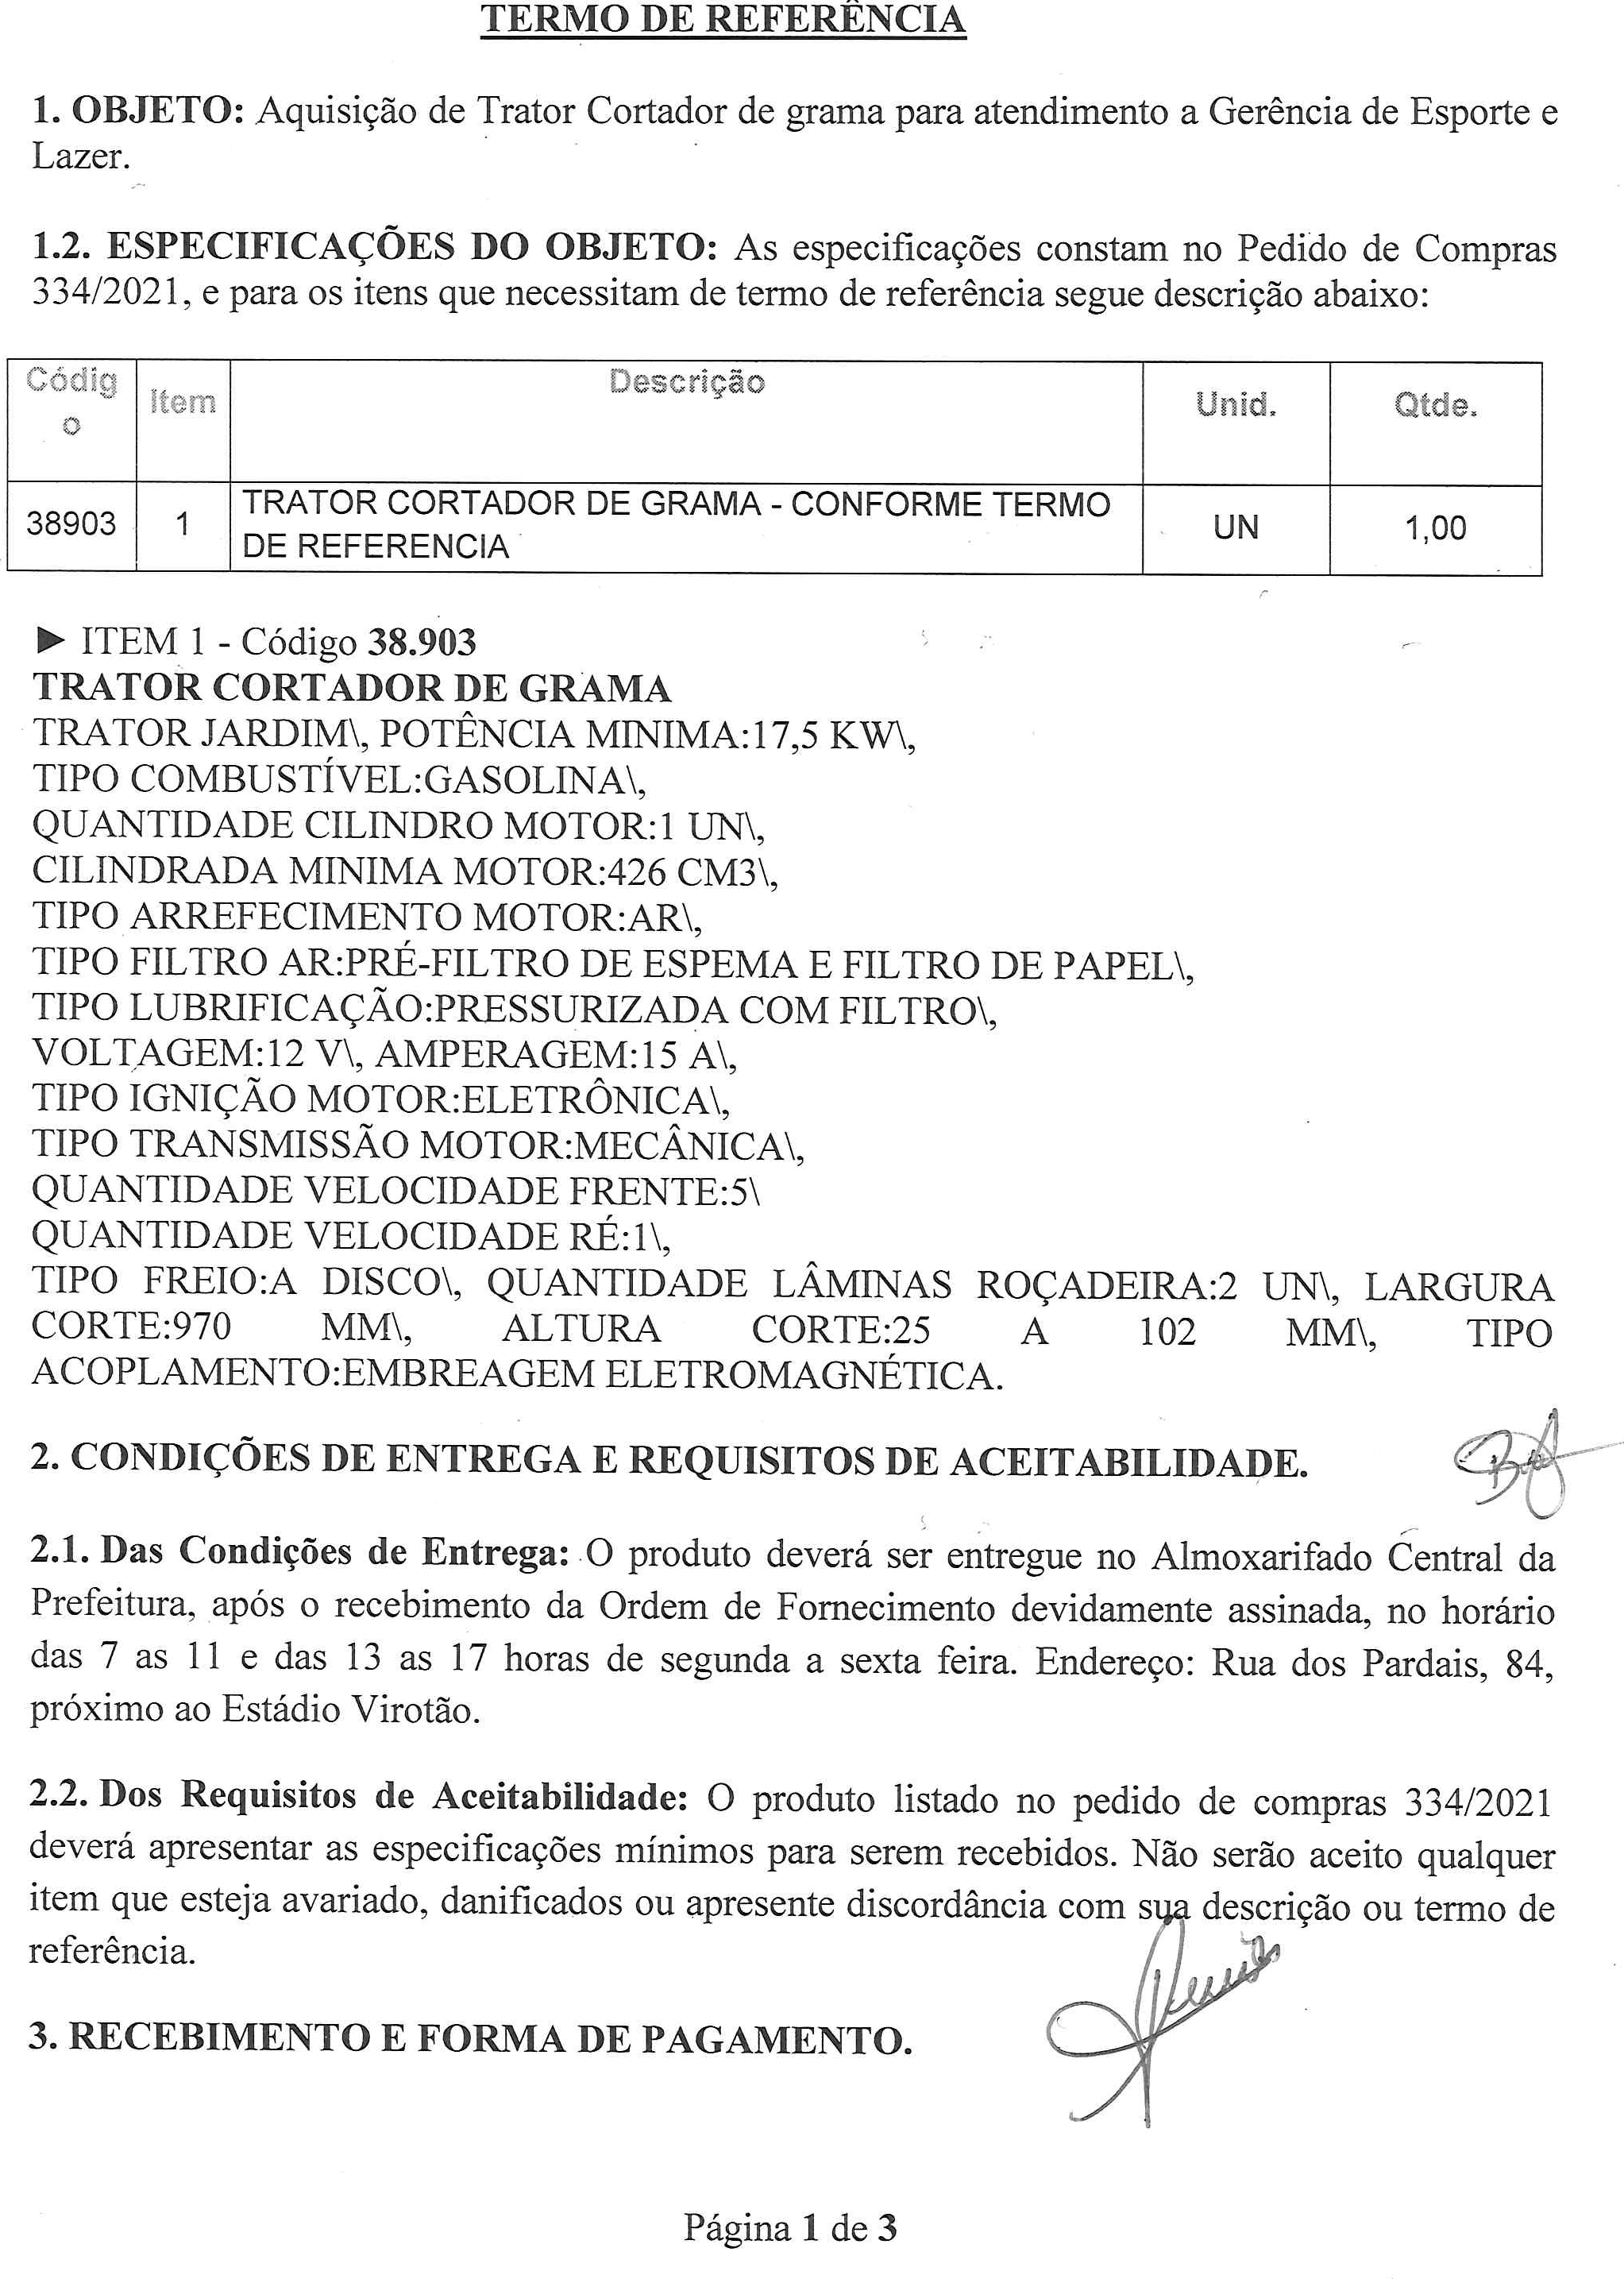 TERMO DE REFERÊNCIA
1. OBJETO: Aquisição de Trator Cortador de grama para atendimento a Gerência de Esporte e
Lazer.
1.2. ESPECIFICAÇÕES DO OBJETO: As especificações constam no Pedido de Compras
334/2021, e para os itens que necessitam de termo de referência segue descrição abaixo:
Códig
o
Item
Descrição
Unid.
Qtde.
38903
1
TRATOR CORTADOR DE GRAMA - CONFORME TERMO
DE REFERENCIA
UN
1,00
► ITEM 1 - Código 38.903
TRATOR CORTADOR DE GRAMA
TRATOR JARDIM\, POTÊNCIA MINIMA:17,5 KW\,
TIPO COMBUSTÍVEL:GASOLINA\,
QUANTIDADE CILINDRO MOTOR:1 UN\,
CILINDRADA MINIMA MOTOR:426 CM3\,
TIPO ARREFECIMENTO MOTOR:AR\,
TIPO FILTRO AR:PRÉ-FILTRO DE ESPEMA E FILTRO DE PAPEL\,
TIPO LUBRIFICAÇÃO:PRESSURIZADA COM FILTRO\,
VOLTAGEM:12 V\, AMPERAGEM:15 A\,
TIPO IGNIÇÃO MOTOR:ELETRÔNICA\,
TIPO TRANSMISSÃO MOTOR:MECÂNICA\,
QUANTIDADE VELOCIDADE FRENTE:5\
QUANTIDADE VELOCIDADE RÉ:1\,
TIPO FREIO:A DISCO\, QUANTIDADE LÂMINAS ROÇADEIRA:2 UN\, LARGURA
CORTE:970 MM\, ALTURA CORTE:25 A 102 MM\, TIPO
ACOPLAMENTO:EMBREAGEM ELETROMAGNÉTICA.
2. CONDIÇÕES DE ENTREGA E REQUISITOS DE ACEITABILIDADE.
2.1. Das Condições de Entrega: O produto deverá ser entregue no Almoxarifado Central da
Prefeitura, após o recebimento da Ordem de Fornecimento devidamente assinada, no horário
das 7 as 11 e das 13 as 17 horas de segunda a sexta feira. Endereço: Rua dos Pardais, 84,
próximo ao Estádio Virotão.
2.2. Dos Requisitos de Aceitabilidade: O produto listado no pedido de compras 334/2021
deverá apresentar as especificações mínimos para serem recebidos. Não serão aceito qualquer
item que esteja avariado, danificados ou apresente discordância com sua descrição ou termo de
referência.
3. RECEBIMENTO E FORMA DE PAGAMENTO.
Página 1 de 3